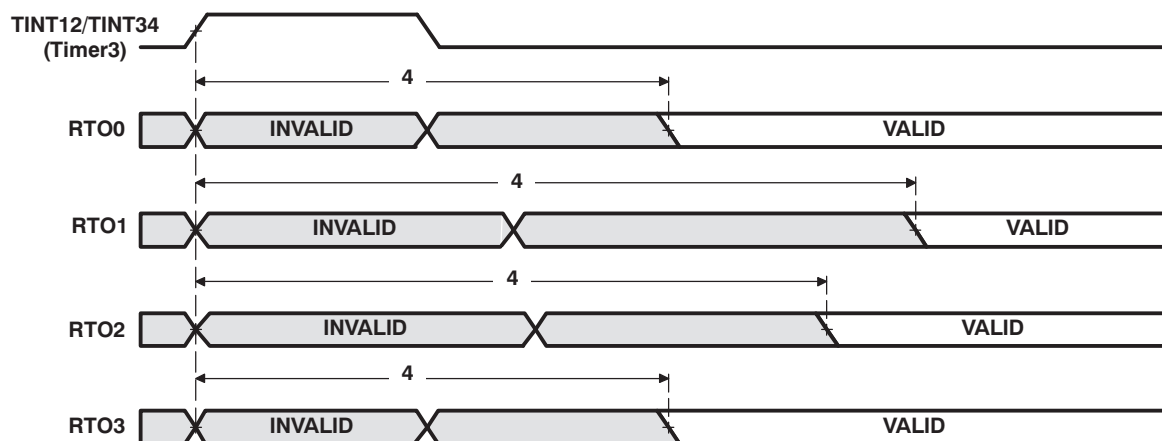 TINT12/TINT34
(Timer3)
4
RTO0 INVALID VALID
4
RTO1 INVALID VALID
4
RTO2 INVALID VALID
4
RTO3 INVALID VALID